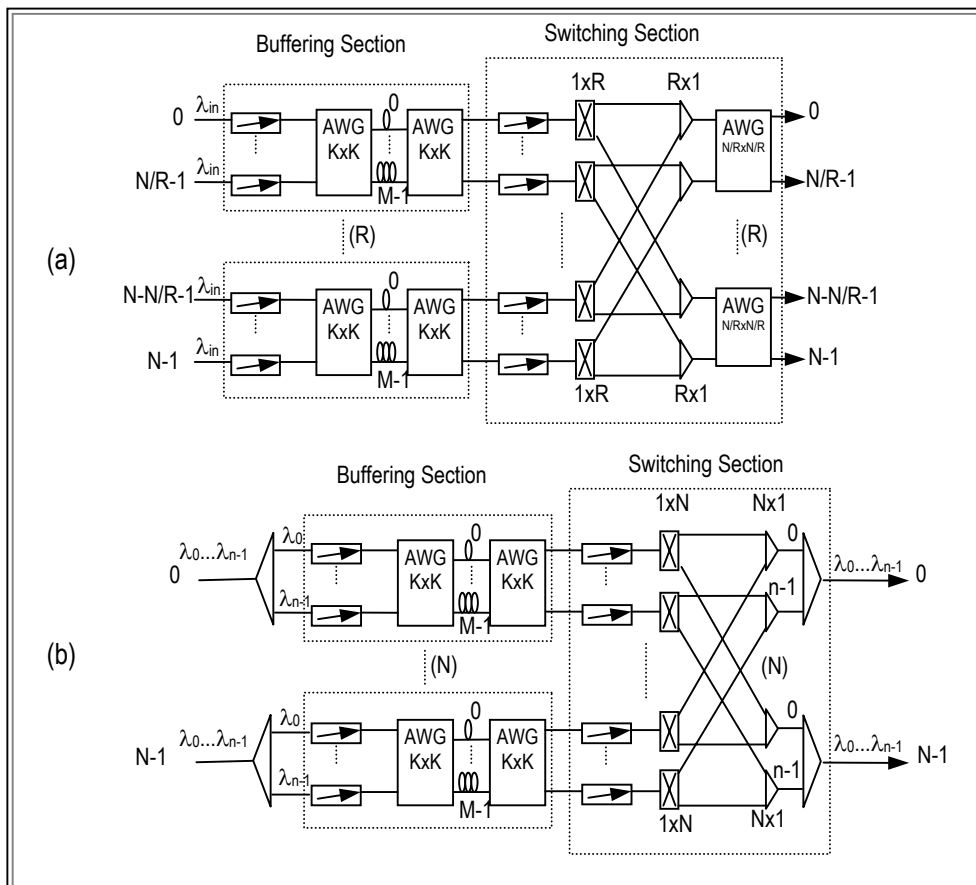 Buffering Section
Switching Section
1xR
Rx1
0 λin
AWG KxK
0
M-1
AWG KxK
AWG N/RxN/R
0
N/R-1 λin
N/R-1
(R)
(R)
(a)
N-N/R-1 λin
AWG KxK
0
M-1
AWG KxK
AWG N/RxN/R
N-N/R-1
N-1 λin
N-1
1xR
Rx1
Buffering Section
Switching Section
1xN
Nx1
0 λ0...λn-1
λ0
λn-1
AWG KxK
0
M-1
AWG KxK
0
n-1
λ0...λn-1 0
(b)
(N)
(N)
N-1 λ0...λn-1
λ0
λn-1
AWG KxK
0
M-1
AWG KxK
0
n-1
λ0...λn-1 N-1
1xN
Nx1